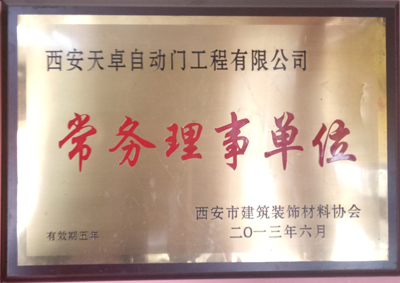 西安天卓自动门工程有限公司
常务理事单位
西安市建筑装饰材料协会
有效期五年
二〇一三年六月